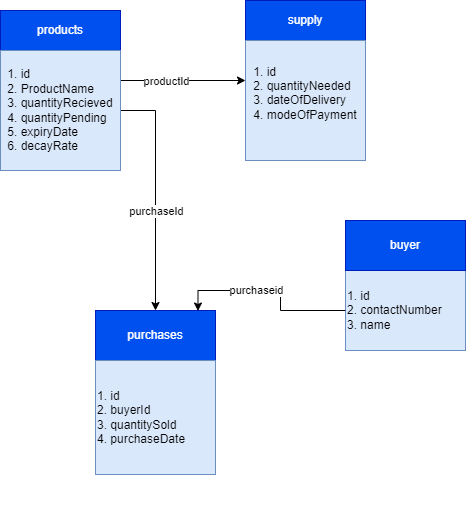 products
1. id
2. ProductName
3. quantityRecieved
4. quantityPending
5. expiryDate
6. decayRate
productId
supply
1. id
2. quantityNeeded
3. dateOfDelivery
4. modeOfPayment
purchaseId
buyer
1. id
2. contactNumber
3. name
purchaseid
purchases
1. id
2. buyerId
3. quantitySold
4. purchaseDate